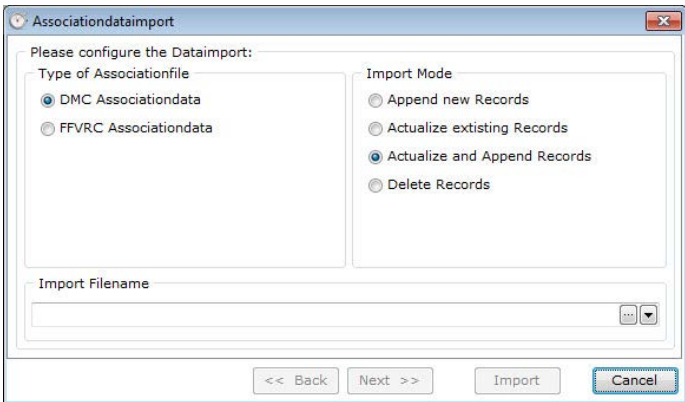 Associationdataimport
Please configure the Dataimport:
Type of Associationfile
DMC Associationdata
FFVRC Associationdata
Import Mode
Append new Records
Actualize extisting Records
Actualize and Append Records
Delete Records
Import Filename
...
<< Back Next >> Import Cancel